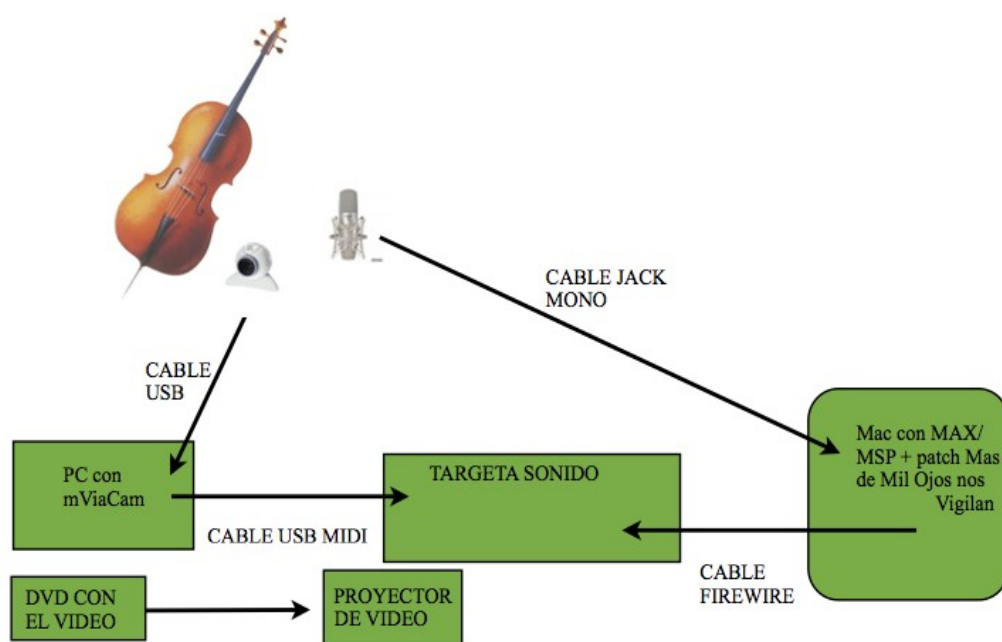 CABLE JACK
MONO
CABLE
USB
Mac con MAX/
MSP + patch Mas
de Mil Ojos nos
Vigilan
PC con
mViaCam
TARGETA SONIDO
CABLE USB MIDI
CABLE
FIREWIRE
DVD CON
EL VIDEO
PROYECTOR
DE VIDEO